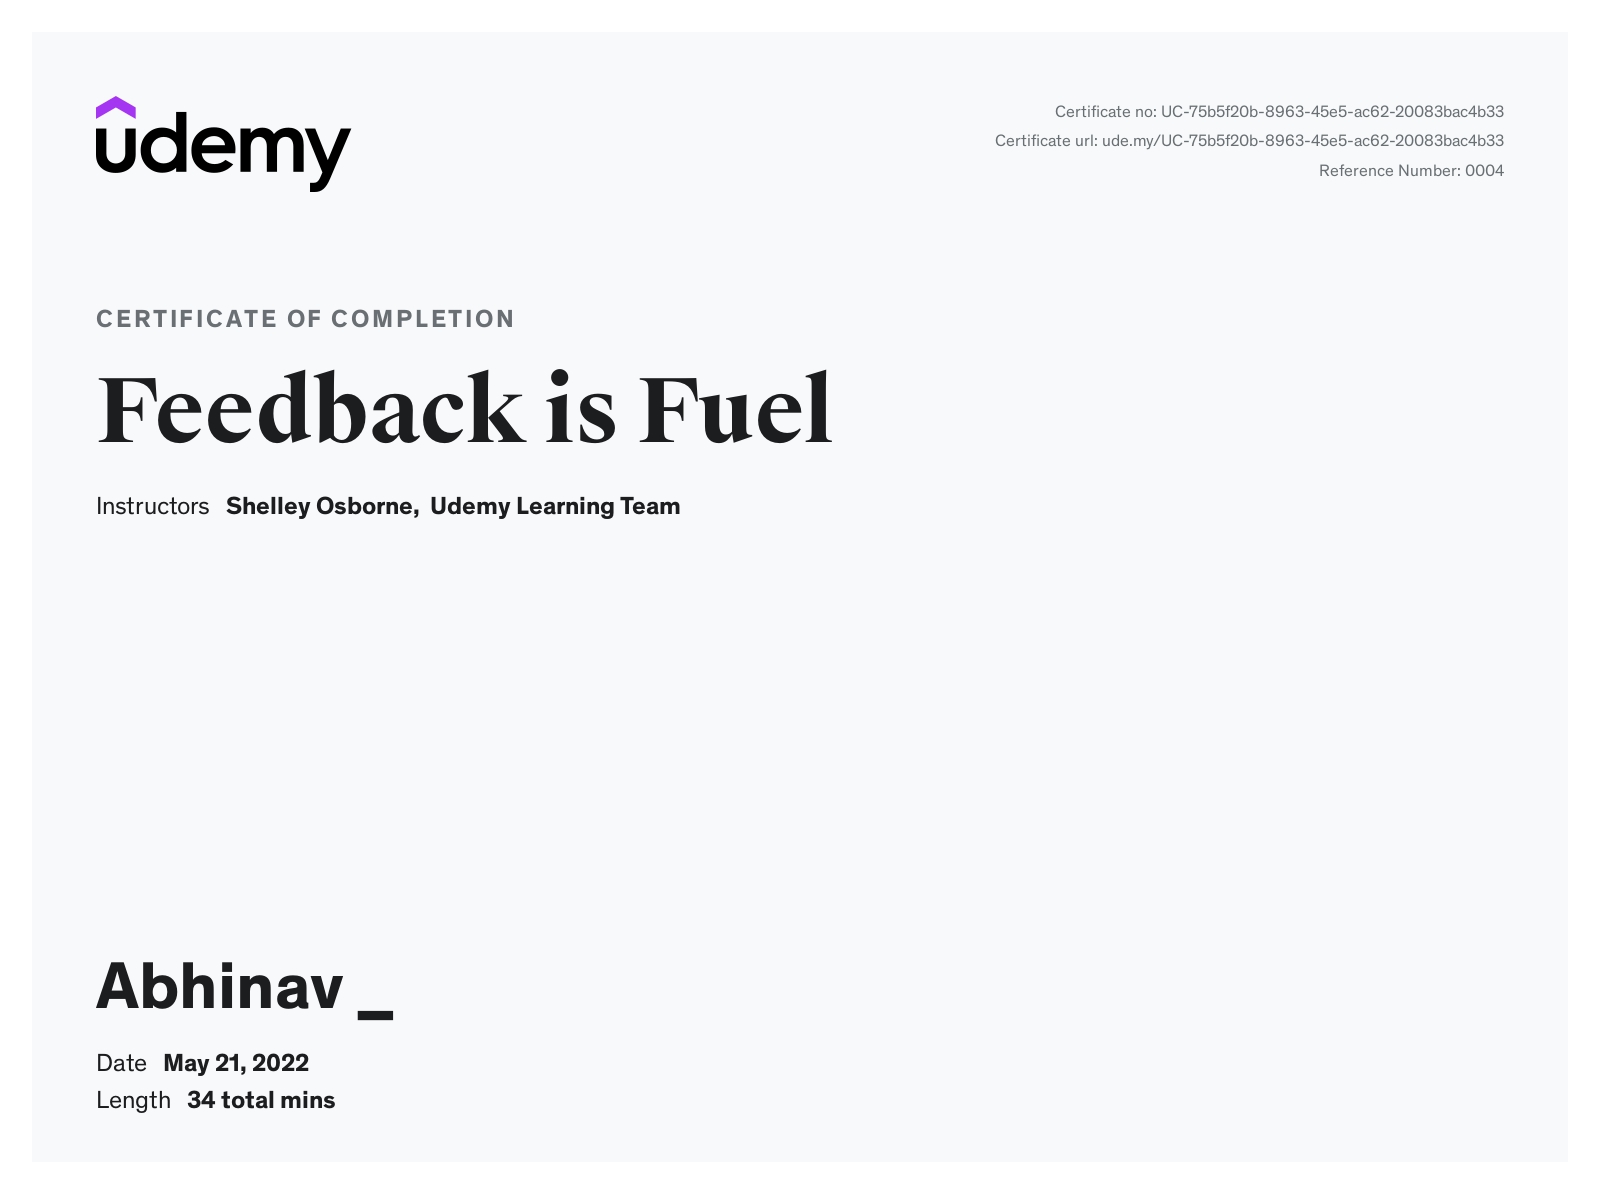 udemy
Certificate no: UC-75b5f20b-8963-45e5-ac62-20083bac4b33
Certificate url: ude.my/UC-75b5f20b-8963-45e5-ac62-20083bac4b33
Reference Number: 0004
CERTIFICATE OF COMPLETION
Feedback is Fuel
Instructors Shelley Osborne, Udemy Learning Team
Abhinav _
Date May 21, 2022
Length 34 total mins